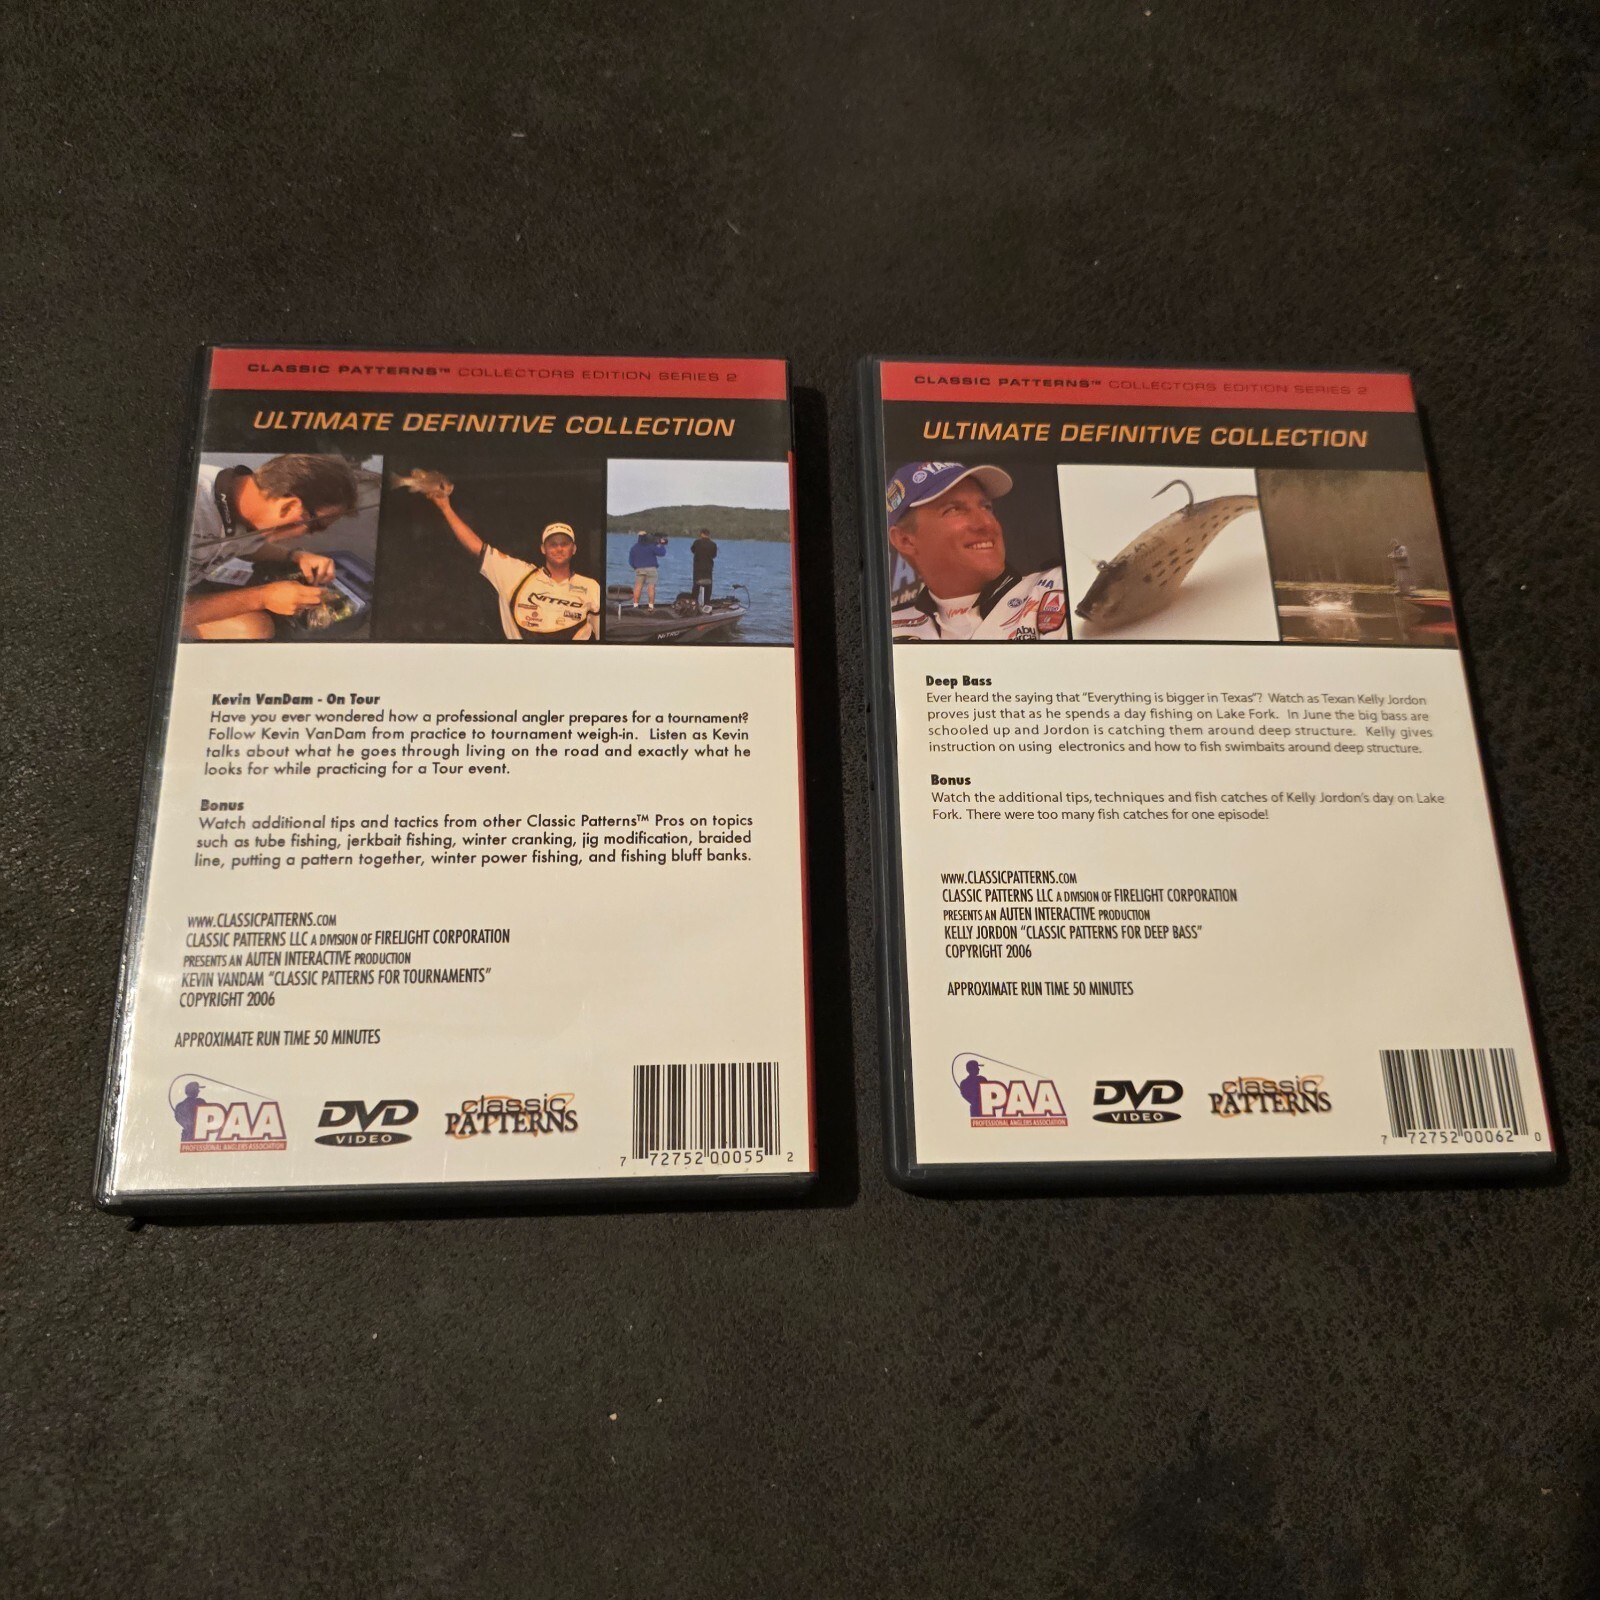 CLASSIC PATTERNS™ COLLECTORS EDITION SERIES 2
ULTIMATE DEFINITIVE COLLECTION
NITRO
NITRO
Kevin VanDam - On Tour
Have you ever wondered how a professional angler prepares for a tournament?
Follow Kevin VanDam from practice to tournament weigh-in. Listen as Kevin
talks about what he goes through living on the road and exactly what he
looks for while practicing for a Tour event.
Bonus
Watch additional tips and tactics from other Classic Patterns™ Pros on topics
such as tube fishing, jerkbait fishing, winter cranking, jig modification, braided
line, putting a pattern together, winter power fishing, and fishing bluff banks.
WWW.CLASSICPATTERNS.COM
CLASSIC PATTERNS LLC A DIVISION OF FIRELIGHT CORPORATION
PRESENTS AN AUTEN INTERACTIVE PRODUCTION
KEVIN VANDAM "CLASSIC PATTERNS FOR TOURNAMENTS"
COPYRIGHT 2006
APPROXIMATE RUN TIME 50 MINUTES
PAA
PROFESSIONAL ANGLERS ASSOCIATION
DVD
VIDEO
classic
PATTERNS
7 72752 00055 2
CLASSIC PATTERNS™ COLLECTORS EDITION SERIES 2
ULTIMATE DEFINITIVE COLLECTION
Deep Bass
Ever heard the saying that "Everything is bigger in Texas"? Watch as Texan Kelly Jordon
proves just that as he spends a day fishing on Lake Fork. In June the big bass are
schooled up and Jordon is catching them around deep structure. Kelly gives
instruction on using electronics and how to fish swimbaits around deep structure.
Bonus
Watch the additional tips, techniques and fish catches of Kelly Jordon's day on Lake
Fork. There were too many fish catches for one episode!
WWW.CLASSICPATTERNS.COM
CLASSIC PATTERNS LLC A DIVISION OF FIRELIGHT CORPORATION
PRESENTS AN AUTEN INTERACTIVE PRODUCTION
KELLY JORDON "CLASSIC PATTERNS FOR DEEP BASS"
COPYRIGHT 2006
APPROXIMATE RUN TIME 50 MINUTES
PAA
PROFESSIONAL ANGLERS ASSOCIATION
DVD
VIDEO
classic
PATTERNS
7 72752 00062 0